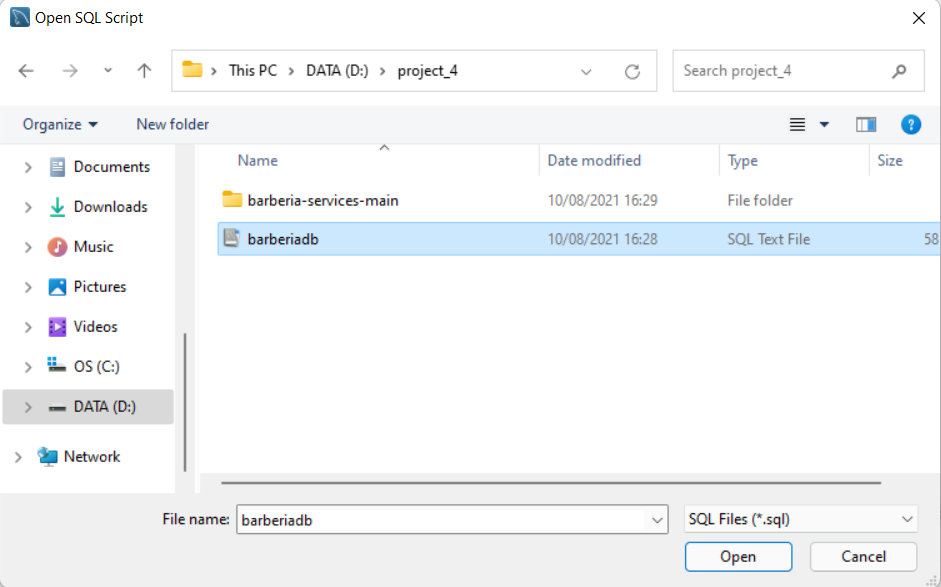 Open SQL Script
This PC > DATA (D:) > project_4
Search project_4
Organize New folder
Name Date modified Type Size
Documents
Downloads
Music
Pictures
Videos
OS (C:)
DATA (D:)
Network
barberia-services-main 10/08/2021 16:29 File folder
barberiadb 10/08/2021 16:28 SQL Text File 58
File name: barberiadb SQL Files (*.sql)
Open Cancel